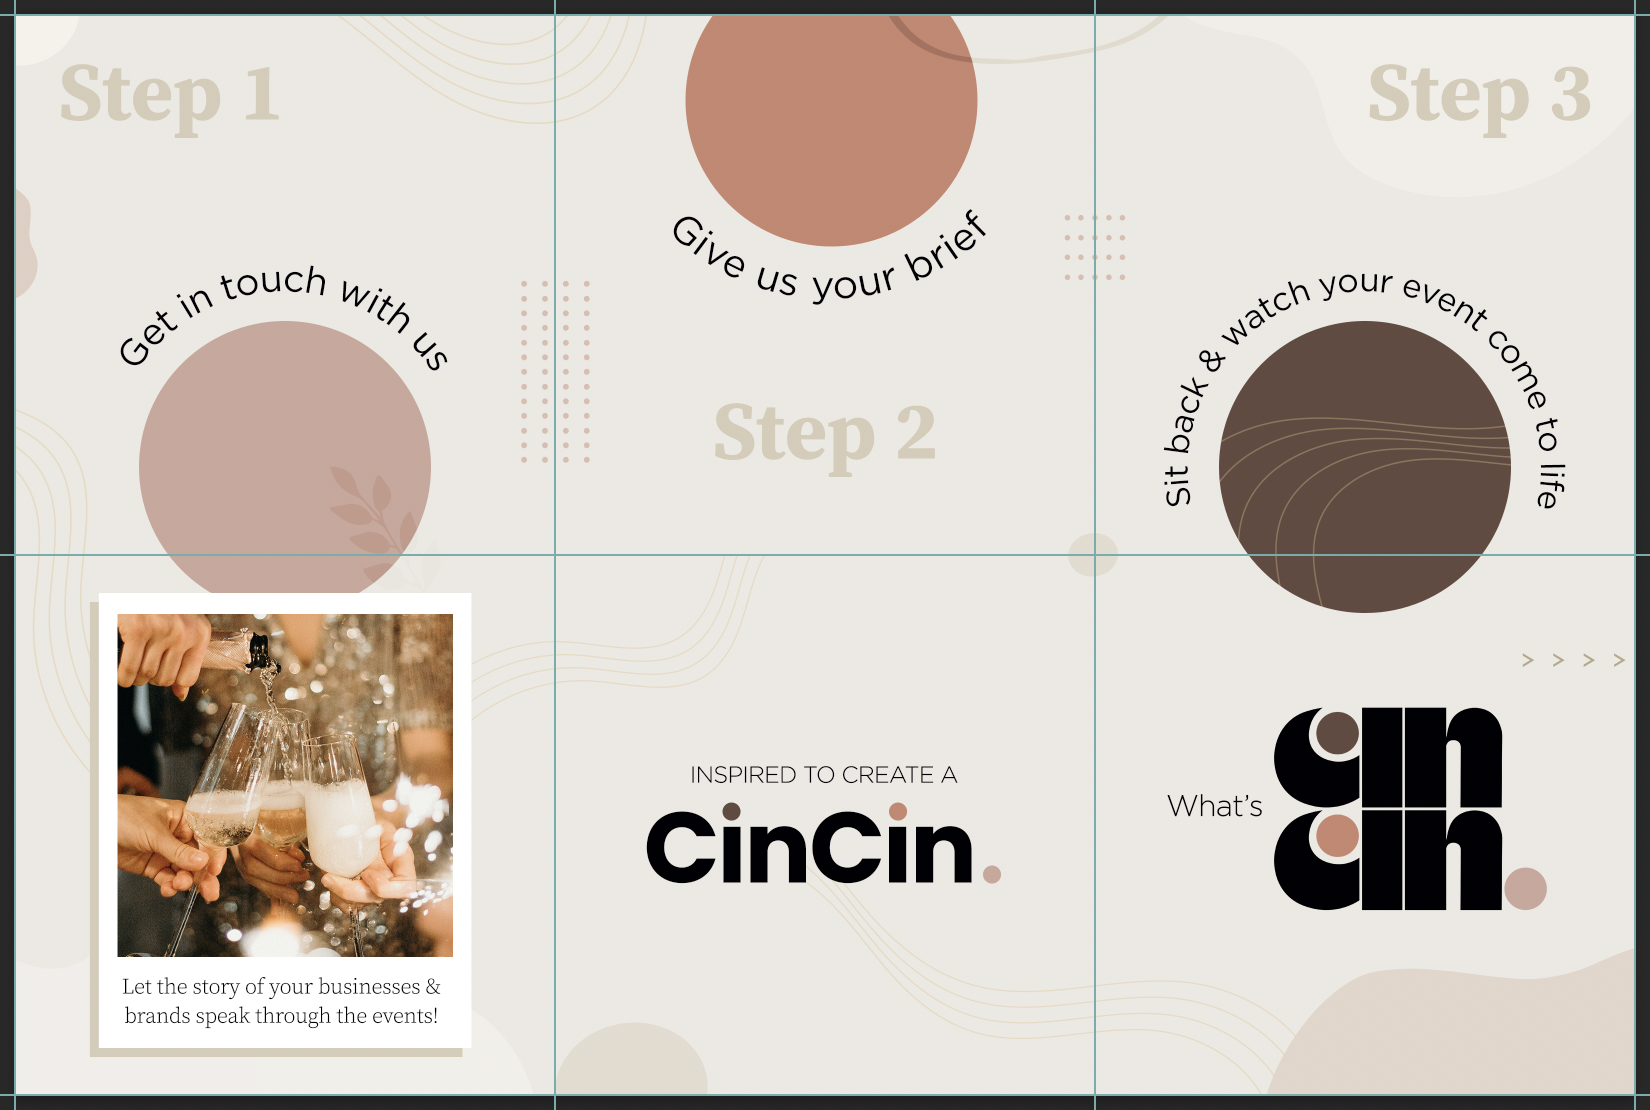 Step 1
Get in touch with us
Give us your brief
Step 2
Step 3
Sit back & watch your event come to life
Let the story of your businesses &
brands speak through the events!
INSPIRED TO CREATE A
CinCin.
What's
cin
cin.
> > > >